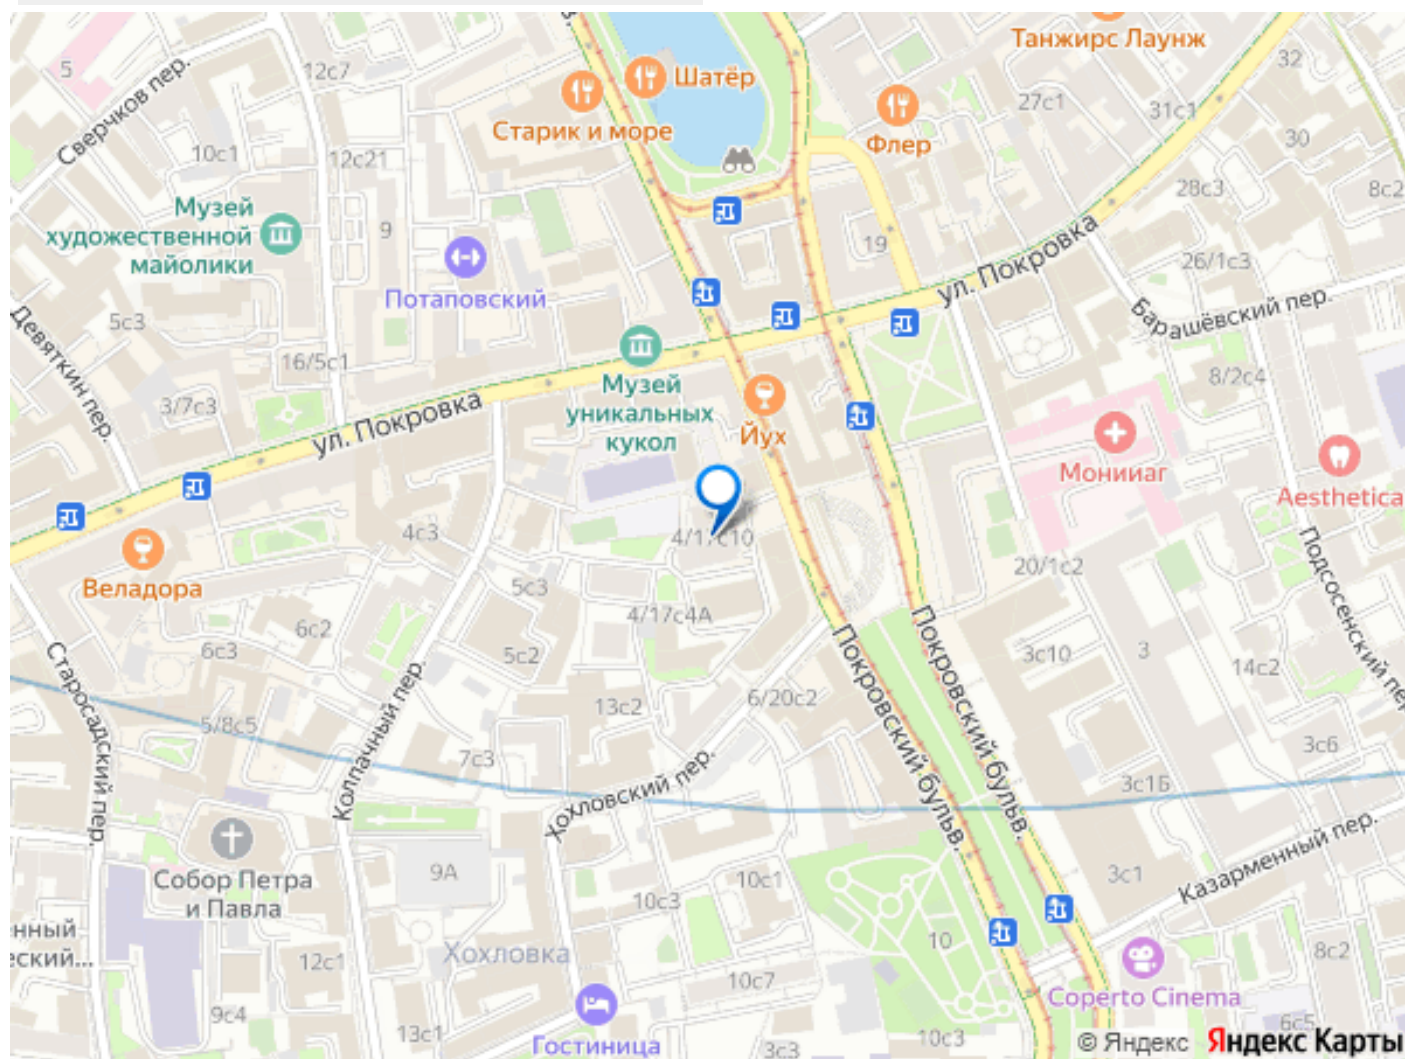 Танжирс Лаунж
5
12с7
Шатёр
32
Сверчков пер.
27с1
31с1
Старик и море
Флер
30
10с1
12с21
28с3
8с2
Музей
художественной
майолики
9
19
ул. Покровка
26/1с3
Потаповский
Барашёвский пер.
Девяткин пер.
5с3
16/5с1
Музей
уникальных
кукол
8/2с4
3/7с3
ул. Покровка
Йух
Мониимаг
Aesthetica
4с3
4/17с10
Веладора
5с3
20/1с2
Подсосенский пер.
4/17с4А
6с2
6с3
5с2
Покровский бульв.
Покровский бульв.
3с10
3
14с2
Старосадский пер.
Колпачный пер.
13с2
6/20с2
5/8с5
7с3
Хохловский пер.
3с6
3с1Б
Собор Петра
и Павла
9А
10с1
3с1
Казарменный пер.
10с3
нный
ский...
12с1
Хохловка
10
8с2
10с7
Coperto Cinema
9с4
13с1
Гостиница
3с3
10с3
6с5
© Яндекс
Яндекс Карты